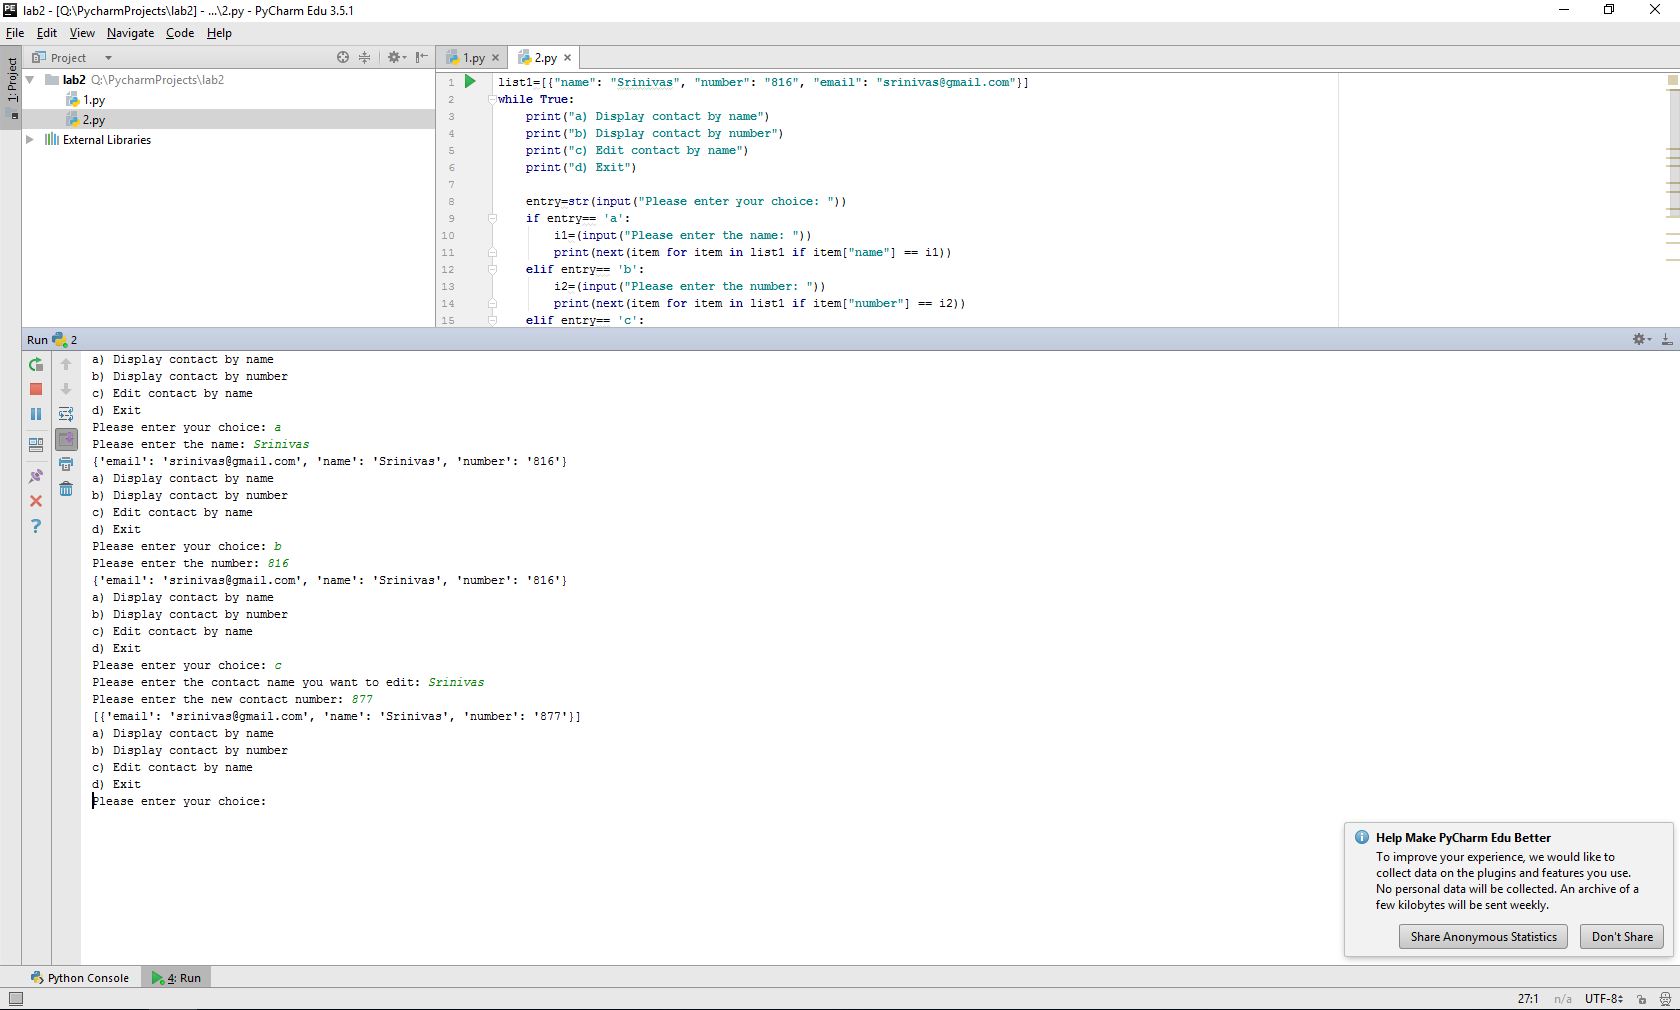 lab2 - [Q:\PycharmProjects\lab2] - ...\2.py - PyCharm Edu 3.5.1
File Edit View Navigate Code Help
1: Project
Project
lab2 Q:\PycharmProjects\lab2
1.py
2.py
External Libraries
1.py 2.py
1 list1=[{"name": "Srinivas", "number": "816", "email": "srinivas@gmail.com"}]
2 while True:
3 print("a) Display contact by name")
4 print("b) Display contact by number")
5 print("c) Edit contact by name")
6 print("d) Exit")
7
8 entry=str(input("Please enter your choice: "))
9 if entry== 'a':
10 i1=(input("Please enter the name: "))
11 print(next(item for item in list1 if item["name"] == i1))
12 elif entry== 'b':
13 i2=(input("Please enter the number: "))
14 print(next(item for item in list1 if item["number"] == i2))
15 elif entry== 'c':
Run 2
a) Display contact by name
b) Display contact by number
c) Edit contact by name
d) Exit
Please enter your choice: a
Please enter the name: Srinivas
{'email': 'srinivas@gmail.com', 'name': 'Srinivas', 'number': '816'}
a) Display contact by name
b) Display contact by number
c) Edit contact by name
d) Exit
Please enter your choice: b
Please enter the number: 816
{'email': 'srinivas@gmail.com', 'name': 'Srinivas', 'number': '816'}
a) Display contact by name
b) Display contact by number
c) Edit contact by name
d) Exit
Please enter your choice: c
Please enter the contact name you want to edit: Srinivas
Please enter the new contact number: 877
[{'email': 'srinivas@gmail.com', 'name': 'Srinivas', 'number': '877'}]
a) Display contact by name
b) Display contact by number
c) Edit contact by name
d) Exit
Please enter your choice:
Help Make PyCharm Edu Better
To improve your experience, we would like to
collect data on the plugins and features you use.
No personal data will be collected. An archive of a
few kilobytes will be sent weekly.
Share Anonymous Statistics Don't Share
Python Console 4: Run
27:1 n/a UTF-8